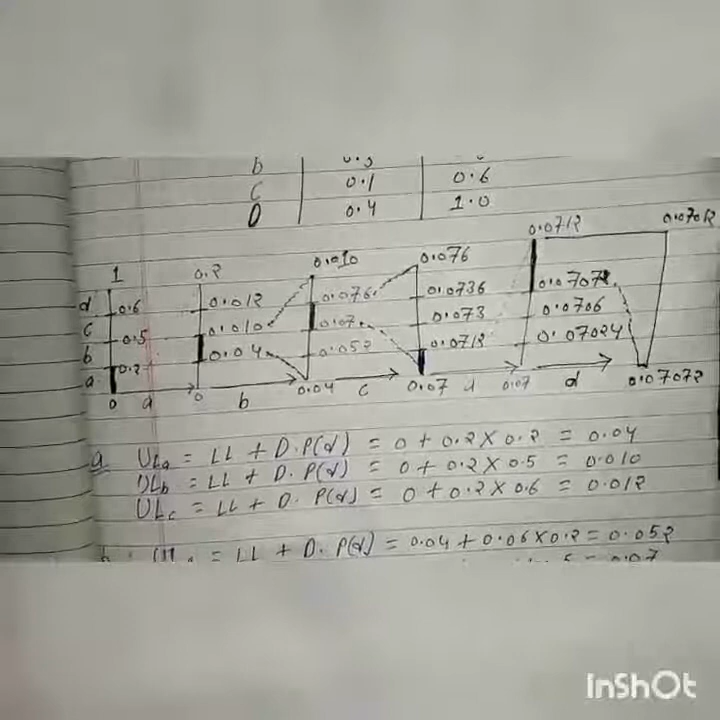 b
c 0.1 0.6
D 0.4 1.0
1 0.2 0.010 0.076 0.0712 0.07012
d 0.6 0.012 0.076 0.0736 0.07072
c 0.5 0.010 0.07 0.073 0.0706
b 0.2 0.04 0.052 0.0712 0.07024
a
0 a 0 b 0.04 c 0.07 d 0.07 d 0.07072
a ULa = LL + D.P(d) = 0 + 0.2 x 0.2 = 0.04
ULb = LL + D.P(d) = 0 + 0.2 x 0.5 = 0.010
ULc = LL + D. P(d) = 0 + 0.2 x 0.6 = 0.012
= LL + D. P(d) = 0.04 + 0.06 x 0.2 = 0.052
InShOt